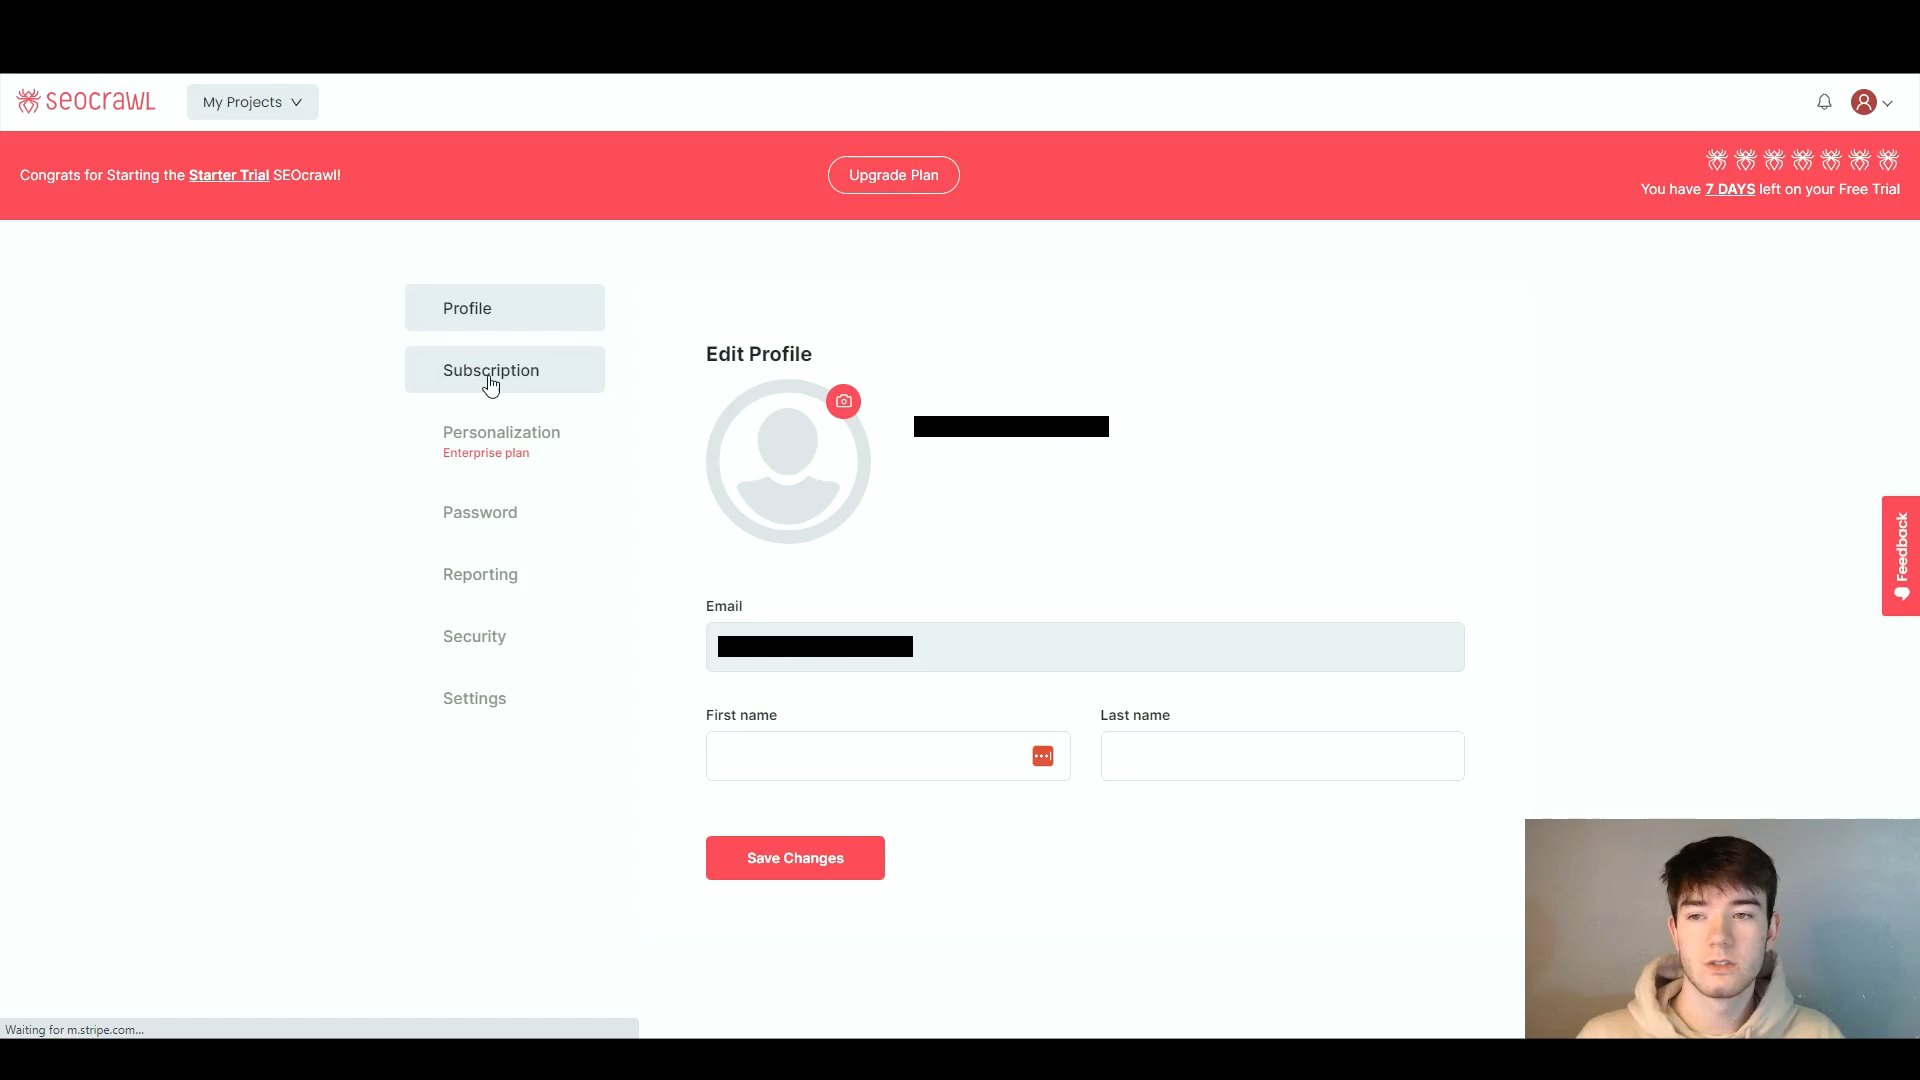 seocrawl
My Projects
Congrats for Starting the Starter Trial SEOcrawl!
Upgrade Plan
You have 7 DAYS left on your Free Trial
Profile
Subscription
Personalization
Enterprise plan
Password
Reporting
Security
Settings
Edit Profile
Email
First name
Last name
Save Changes
Feedback
Waiting for m.stripe.com...